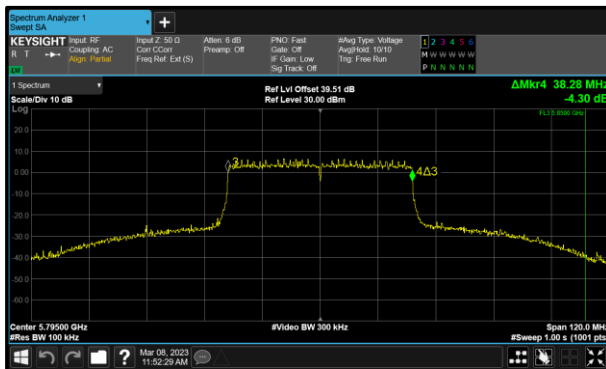 Spectrum Analyzer 1
Swept SA
KEYSIGHT
R T
Input: RF
Coupling: AC
Align: Partial
Input Z: 50 Ω
Corr CCorr
Freq Ref: Ext (S)
Atten: 6 dB
Preamp: Off
PNO: Fast
Gate: Off
IF Gain: Low
Sig Track: Off
#Avg Type: Voltage
Avg|Hold: 10/10
Trig: Free Run
1 2 3 4 5 6
M W W W W W
P N N N N N
1 Spectrum
Scale/Div 10 dB
Log
Ref Lvl Offset 39.51 dB
Ref Level 30.00 dBm
ΔMkr4 38.28 MHz
-4.30 dB
20.0
10.0
0.00
-10.0
-20.0
-30.0
-40.0
-50.0
-60.0
3
4Δ3
Center 5.79500 GHz
#Res BW 100 kHz
#Video BW 300 kHz
Span 120.0 MHz
#Sweep 1.00 s (1001 pts)
Mar 08, 2023
11:52:29 AM